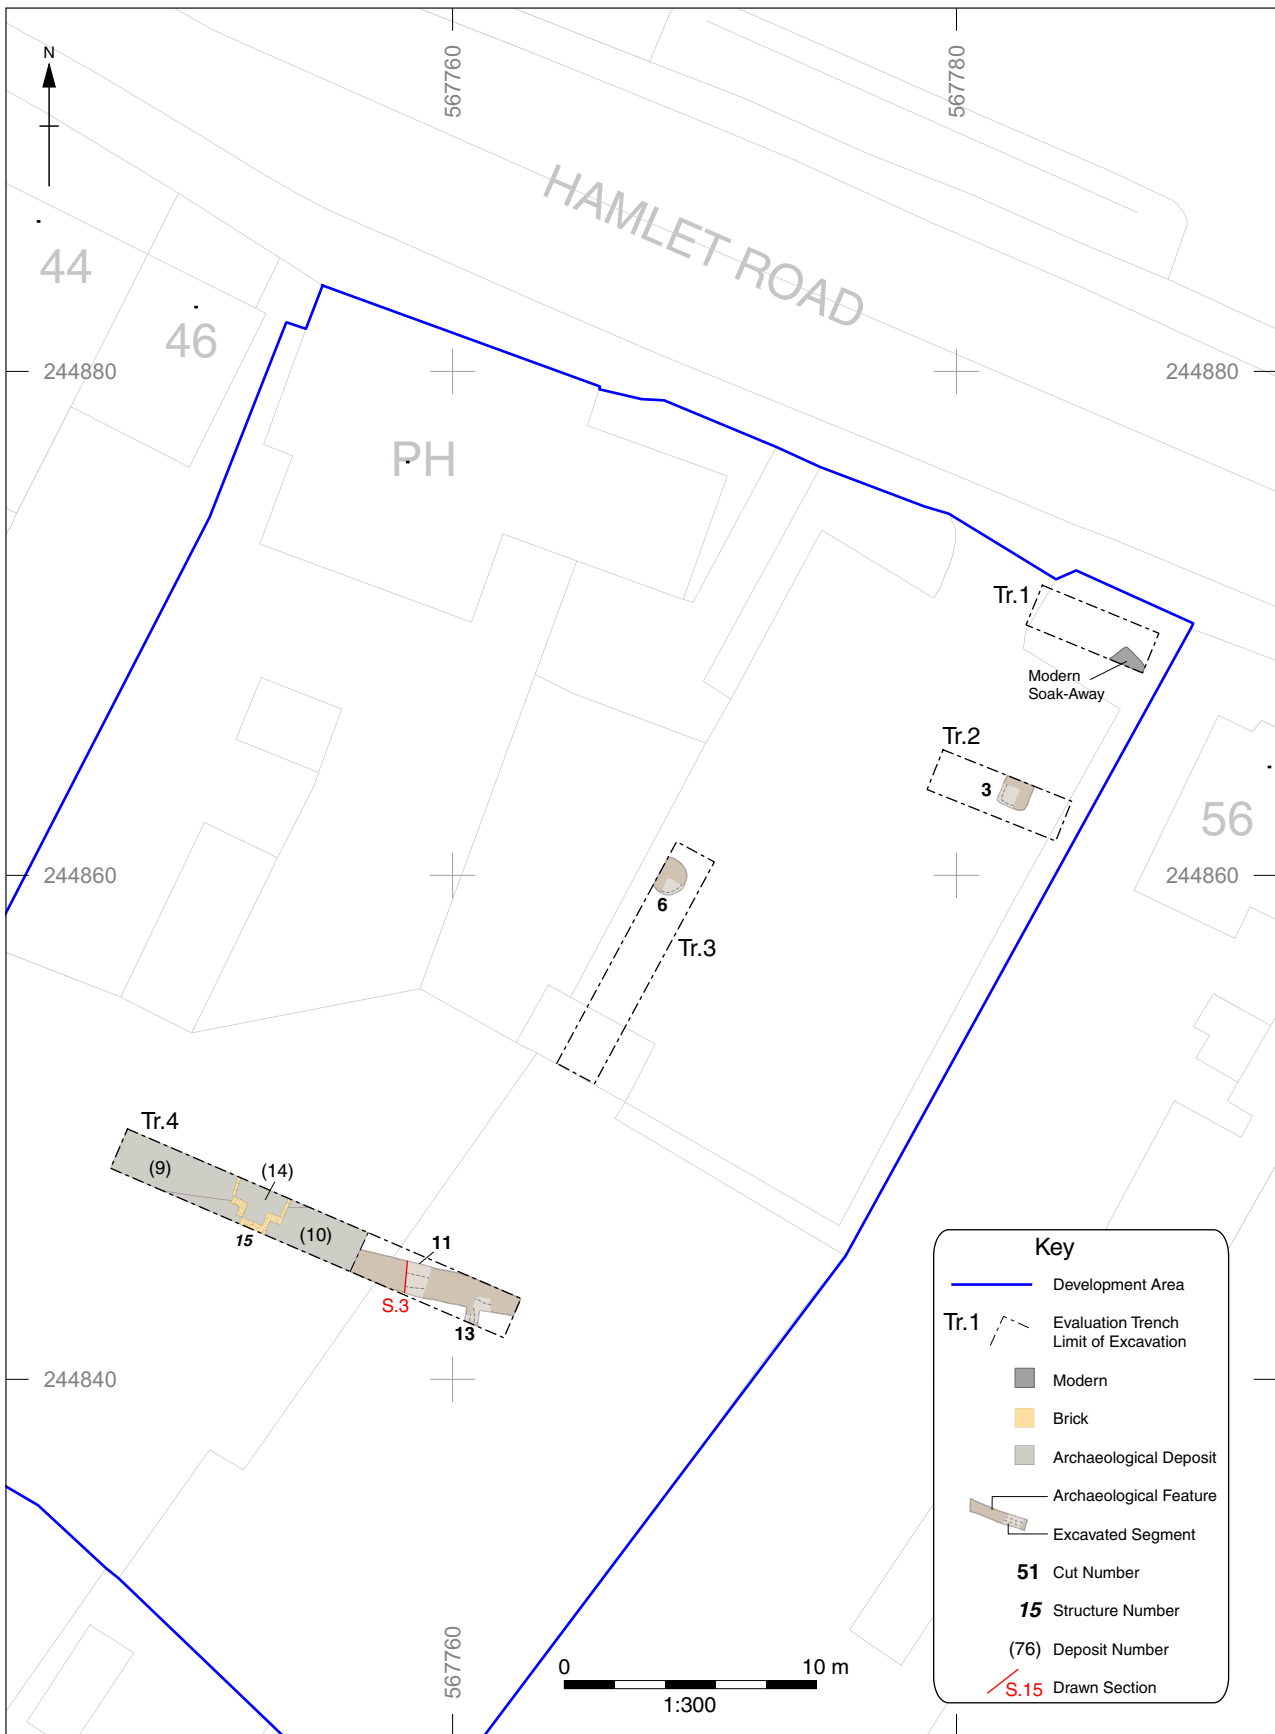 567760
567780
N
HAMLET ROAD
44
46
244880
244880
PH
Tr.1
Modern
Soak-Away
Tr.2
3
56
244860
244860
6
Tr.3
Tr.4
(9)
(14)
15
(10)
11
S.3
13
244840
Key
Development Area
Tr.1
Evaluation Trench
Limit of Excavation
Modern
Brick
Archaeological Deposit
Archaeological Feature
Excavated Segment
51 Cut Number
15 Structure Number
(76) Deposit Number
S.15 Drawn Section
567760
0
10 m
1:300